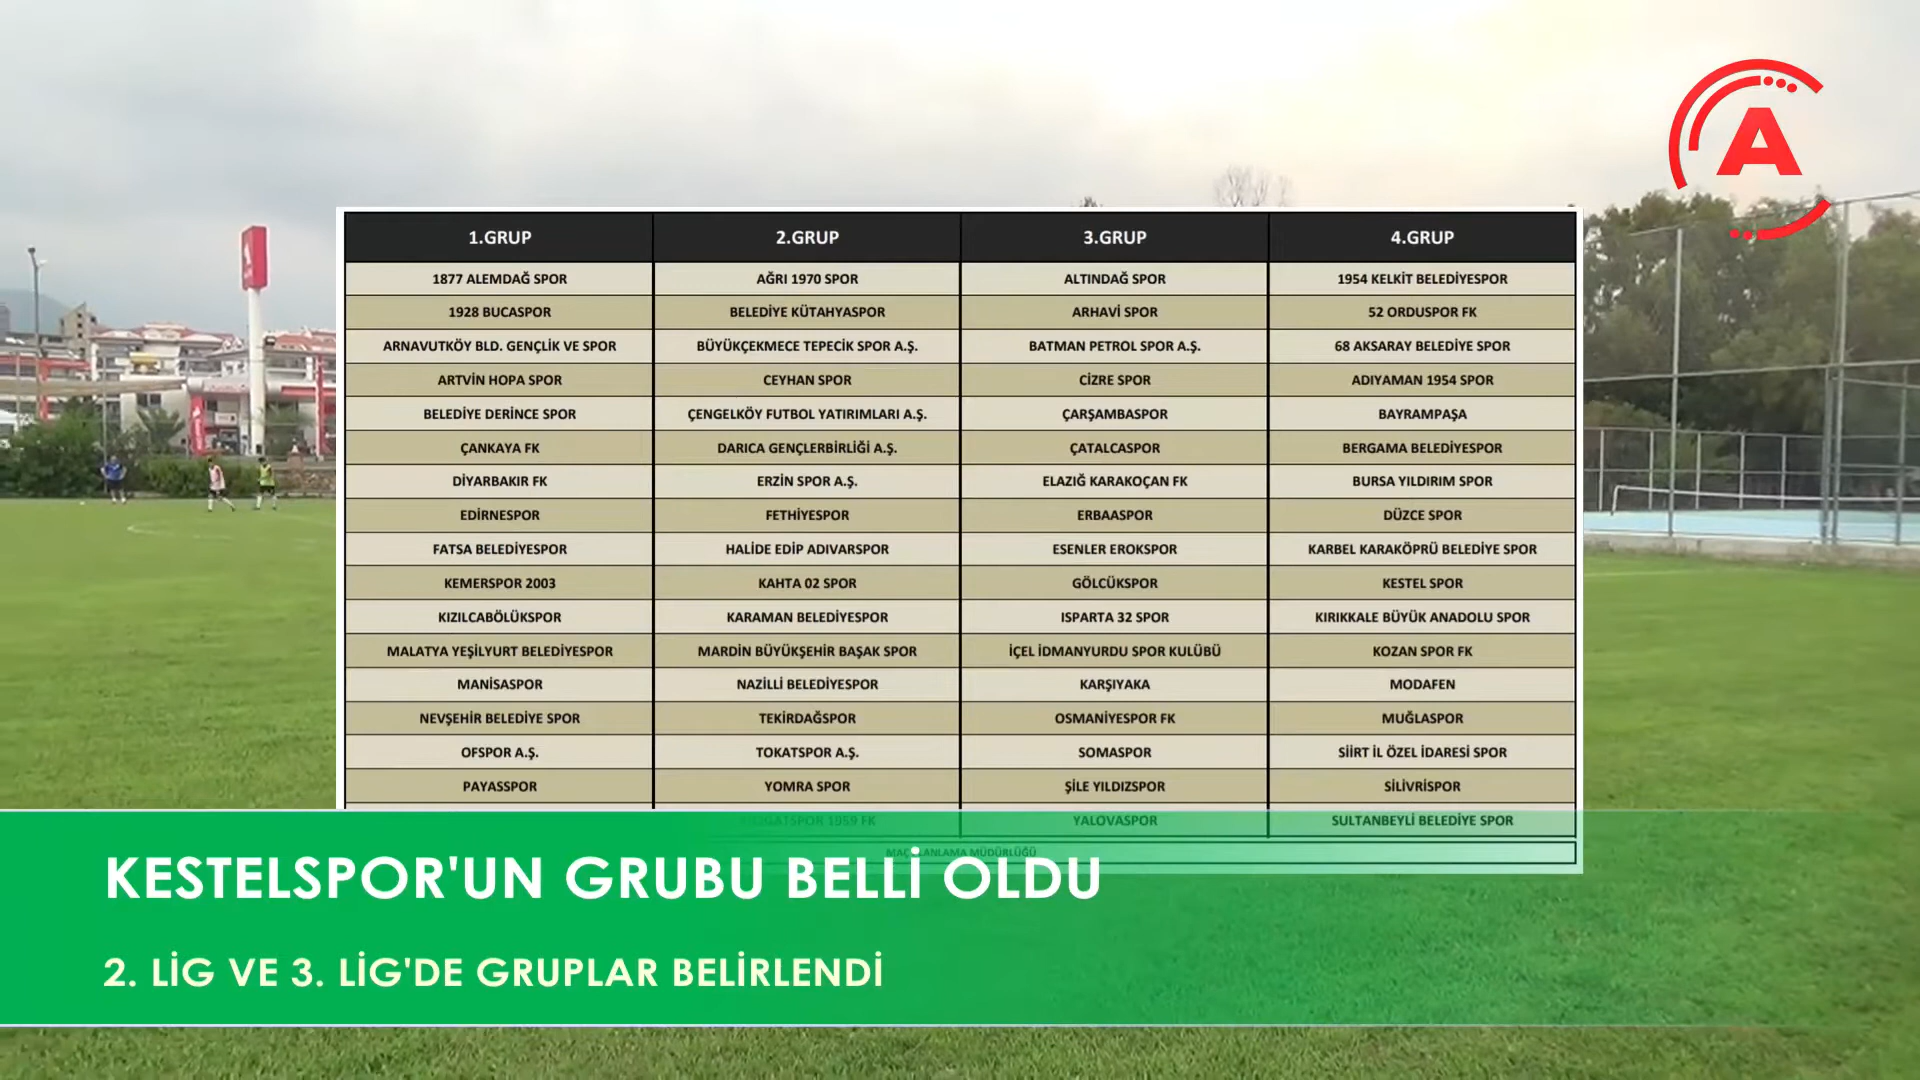 A
1.GRUP 2.GRUP 3.GRUP 4.GRUP
1877 ALEMDAĞ SPOR AĞRI 1970 SPOR ALTINDAĞ SPOR 1954 KELKİT BELEDİYESPOR
1928 BUCASPOR BELEDİYE KÜTAHYASPOR ARHAVİ SPOR 52 ORDUSPOR FK
ARNAVUTKÖY BLD. GENÇLİK VE SPOR BÜYÜKÇEKMECE TEPECİK SPOR A.Ş. BATMAN PETROL SPOR A.Ş. 68 AKSARAY BELEDİYE SPOR
ARTVİN HOPA SPOR CEYHAN SPOR CİZRE SPOR ADIYAMAN 1954 SPOR
BELEDİYE DERİNCE SPOR ÇENGELKÖY FUTBOL YATIRIMLARI A.Ş. ÇARŞAMBASPOR BAYRAMPAŞA
ÇANKAYA FK DARICA GENÇLERBİRLİĞİ A.Ş. ÇATALCASPOR BERGAMA BELEDİYESPOR
DİYARBAKIR FK ERZİN SPOR A.Ş. ELAZIĞ KARAKOÇAN FK BURSA YILDIRIM SPOR
EDİRNESPOR FETHİYESPOR ERBAASPOR DÜZCE SPOR
FATSA BELEDİYESPOR HALİDE EDİP ADIVARSPOR ESENLER EROKSPOR KARBEL KARAKÖPRÜ BELEDİYE SPOR
KEMERSPOR 2003 KAHTA 02 SPOR GÖLCÜKSPOR KESTEL SPOR
KIZILCABÖLÜKSPOR KARAMAN BELEDİYESPOR ISPARTA 32 SPOR KIRIKKALE BÜYÜK ANADOLU SPOR
MALATYA YEŞİLYURT BELEDİYESPOR MARDİN BÜYÜKŞEHİR BAŞAK SPOR İÇEL İDMANYURDU SPOR KULÜBÜ KOZAN SPOR FK
MANİSASPOR NAZİLLİ BELEDİYESPOR KARŞIYAKA MODAFEN
NEVŞEHİR BELEDİYE SPOR TEKİRDAĞSPOR OSMANİYESPOR FK MUĞLASPOR
OFSPOR A.Ş. TOKATSPOR A.Ş. SOMASPOR SİİRT İL ÖZEL İDARESİ SPOR
PAYASSPOR YOMRA SPOR ŞİLE YILDIZSPOR SİLİVRİSPOR
1959 FK YALOVASPOR SULTANBEYLİ BELEDİYE SPOR
MÜDÜRLÜĞÜ
KESTELSPOR'UN GRUBU BELLİ OLDU
2. LİG VE 3. LİG'DE GRUPLAR BELİRLENDİ